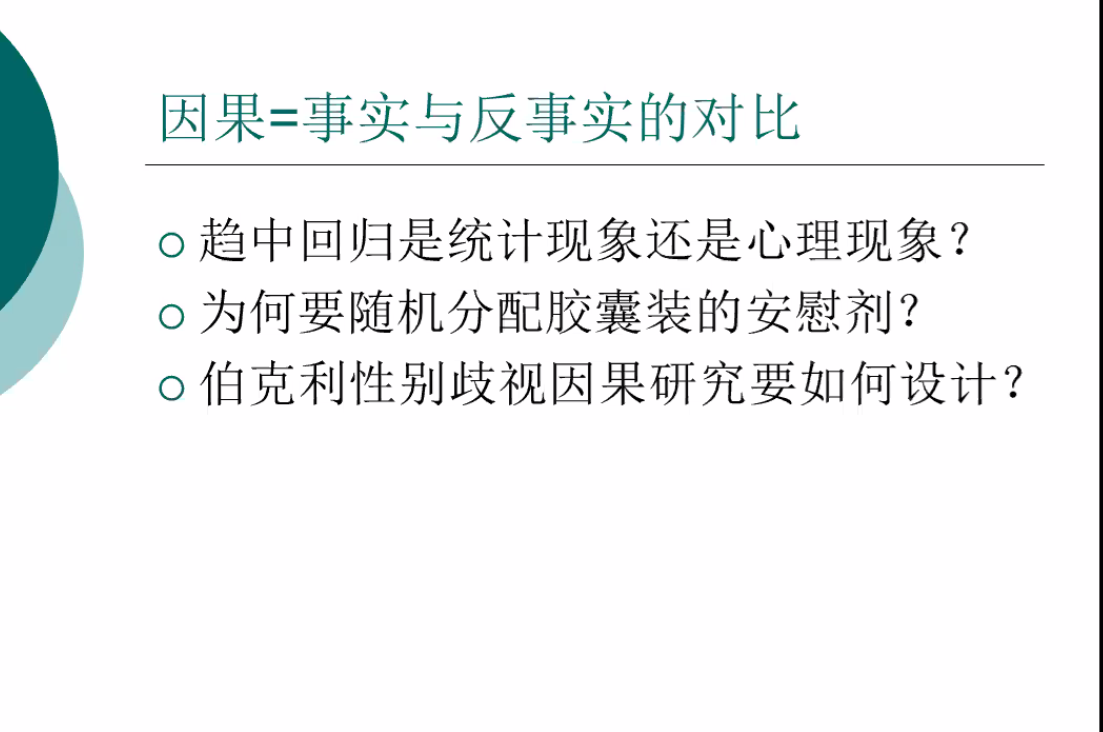 因果=事实与反事实的对比
趋中回归是统计现象还是心理现象?
为何要随机分配胶囊装的安慰剂?
伯克利性别歧视因果研究要如何设计?